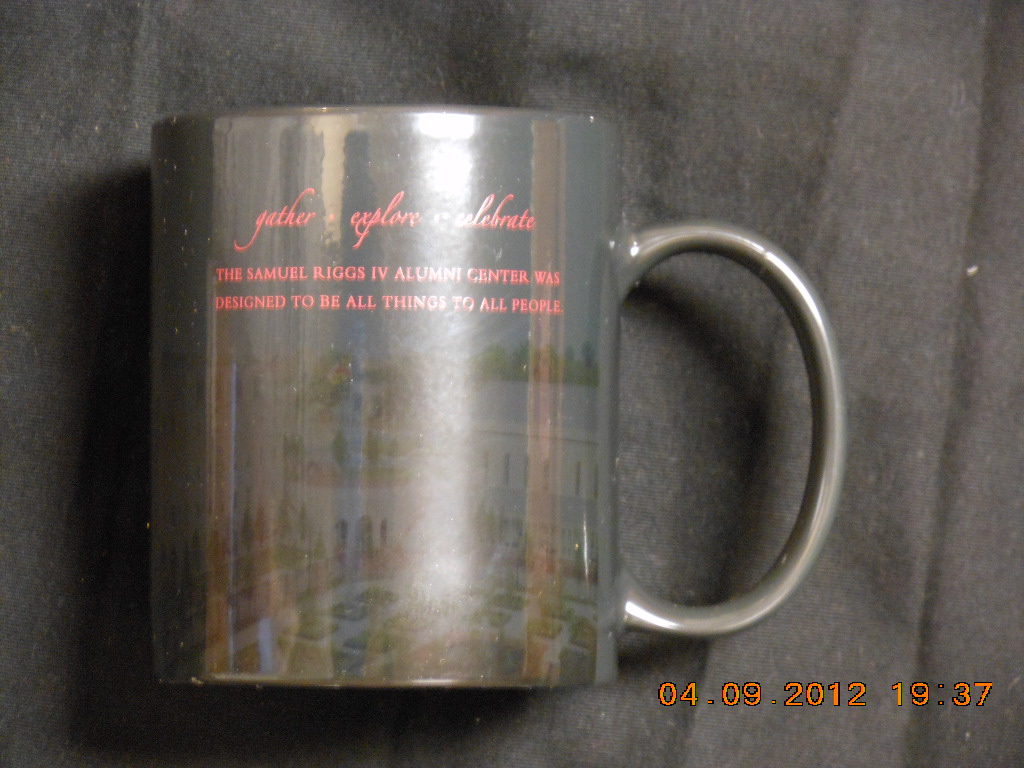 gather • explore • celebrate
THE SAMUEL RIGGS IV ALUMNI CENTER WAS
DESIGNED TO BE ALL THINGS TO ALL PEOPLE.
04.09.2012 19:37